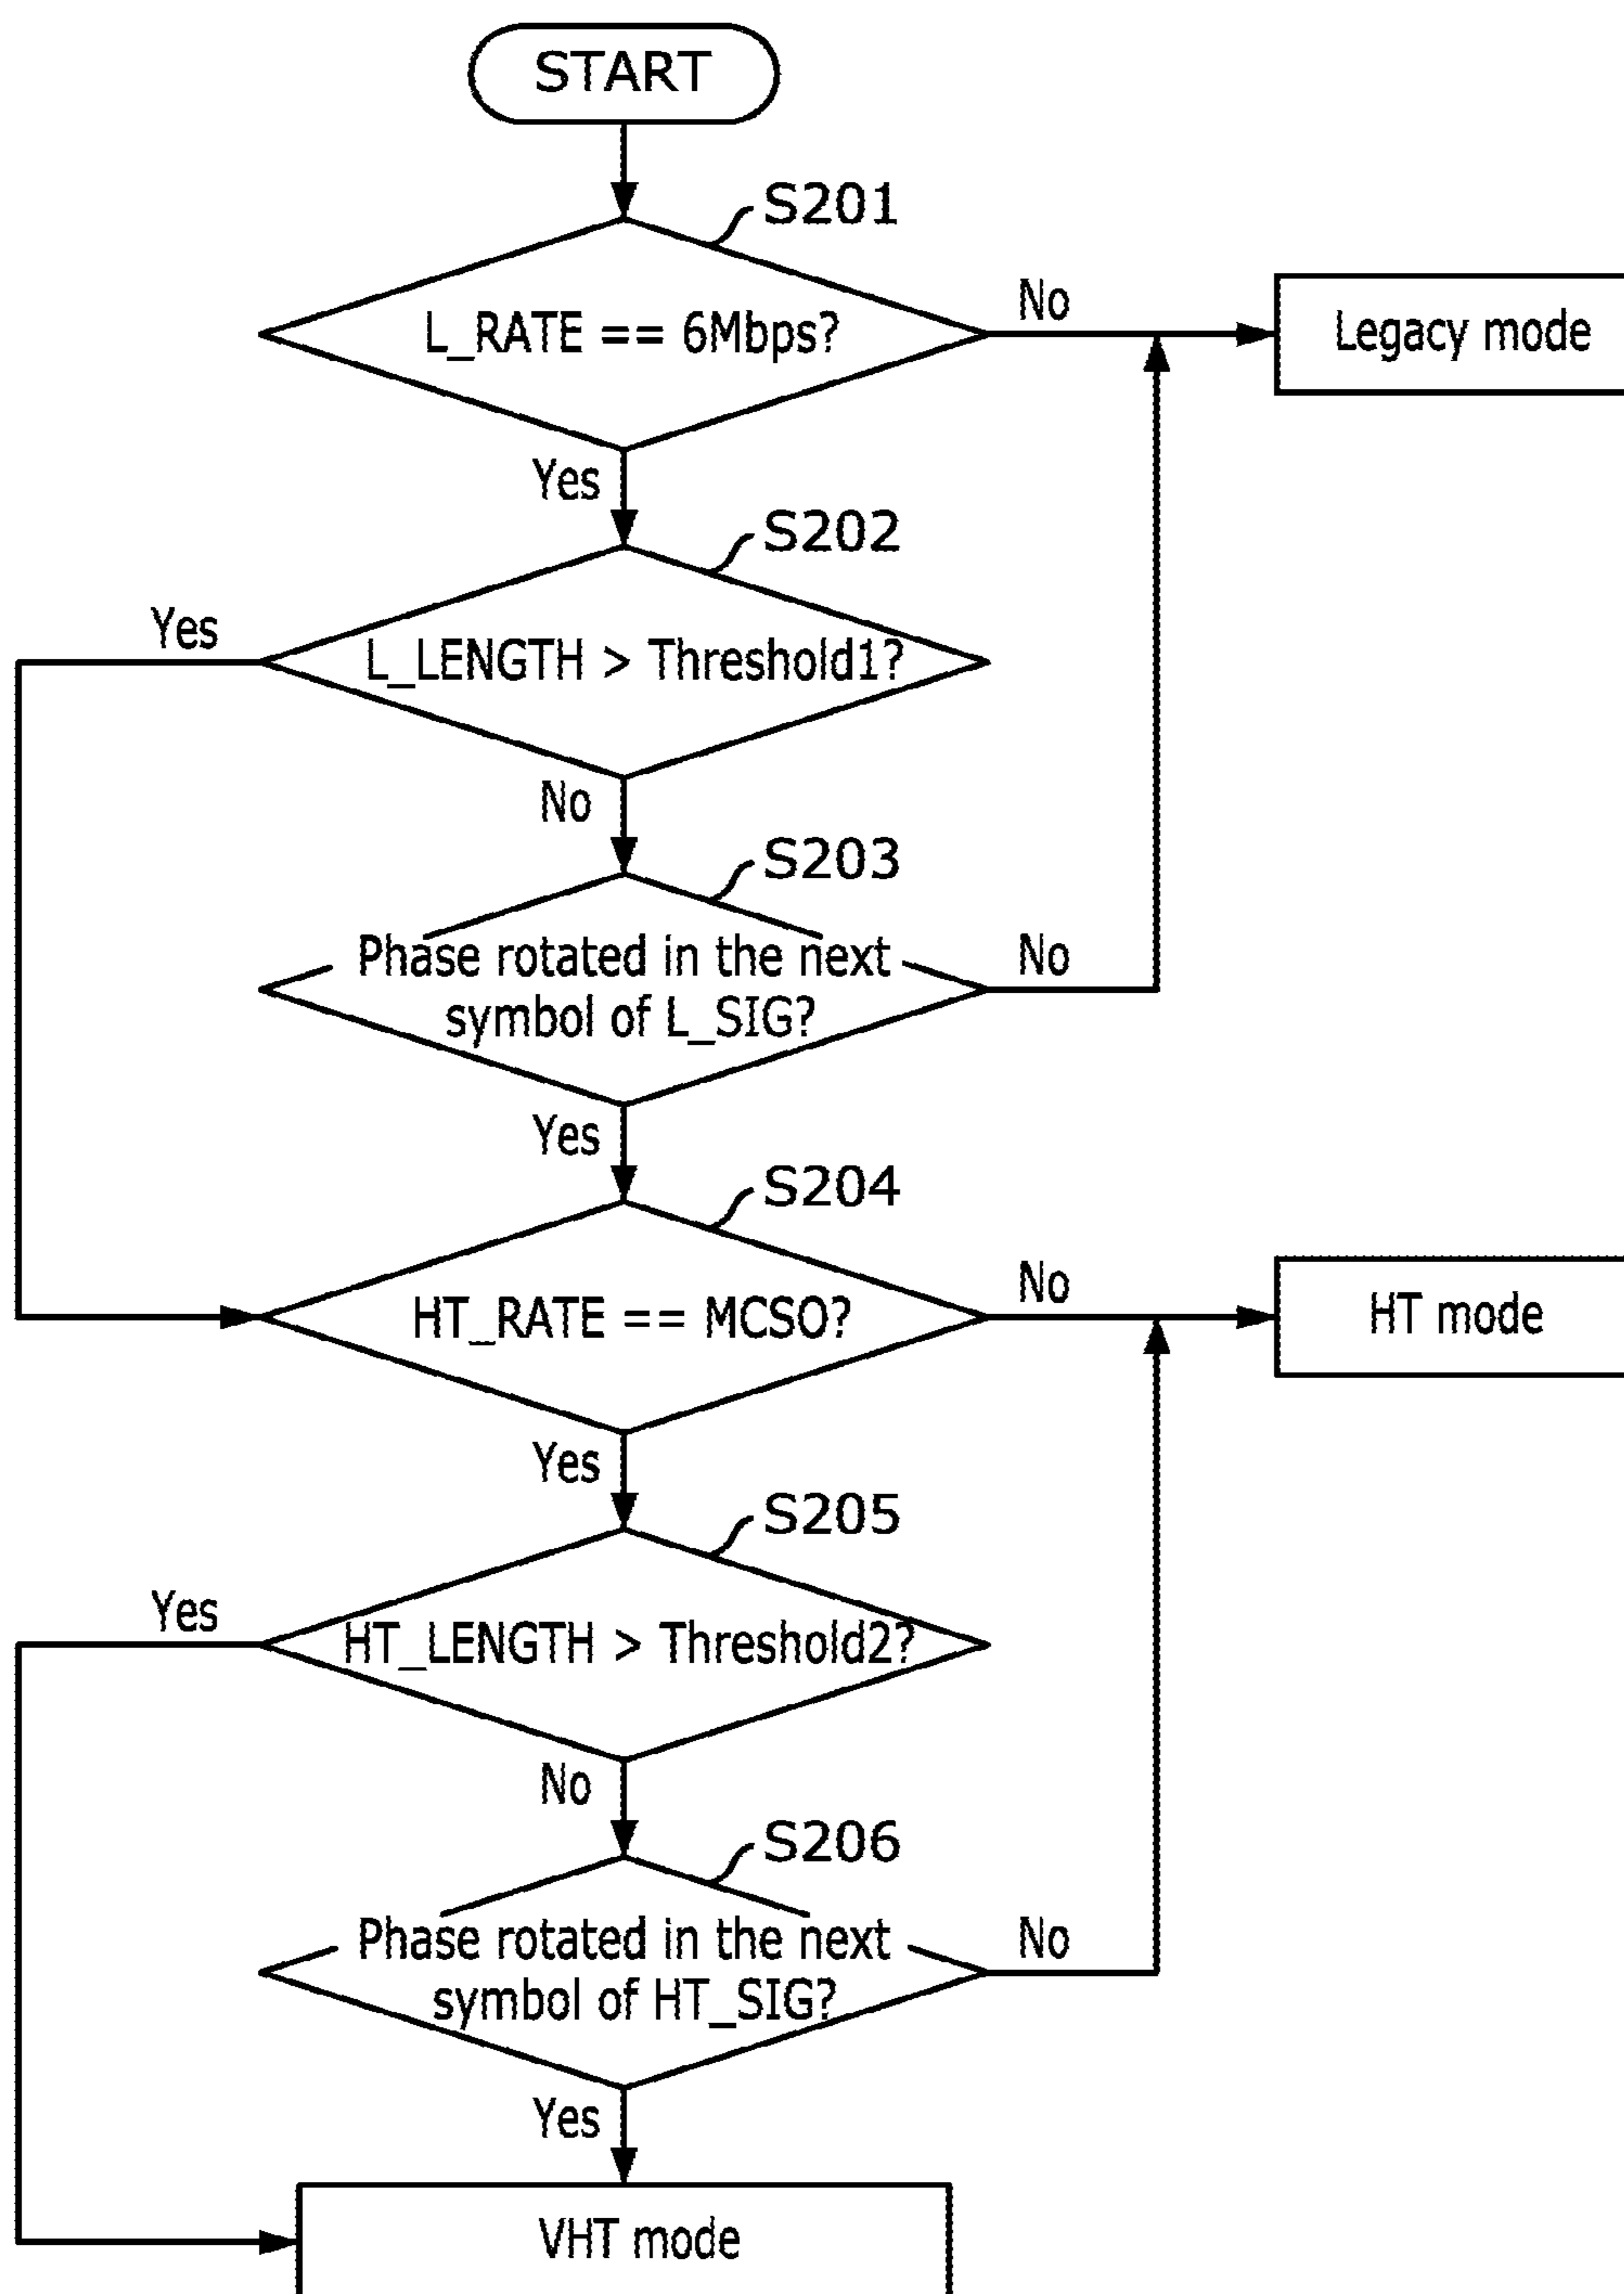 START
S201
L_RATE == 6Mbps?
No
Legacy mode
Yes
S202
Yes
L_LENGTH > Threshold1?
No
S203
Phase rotated in the next
symbol of L_SIG?
No
Yes
S204
HT_RATE == MCSO?
No
HT mode
Yes
S205
Yes
HT_LENGTH > Threshold2?
No
S206
Phase rotated in the next
symbol of HT_SIG?
No
Yes
VHT mode